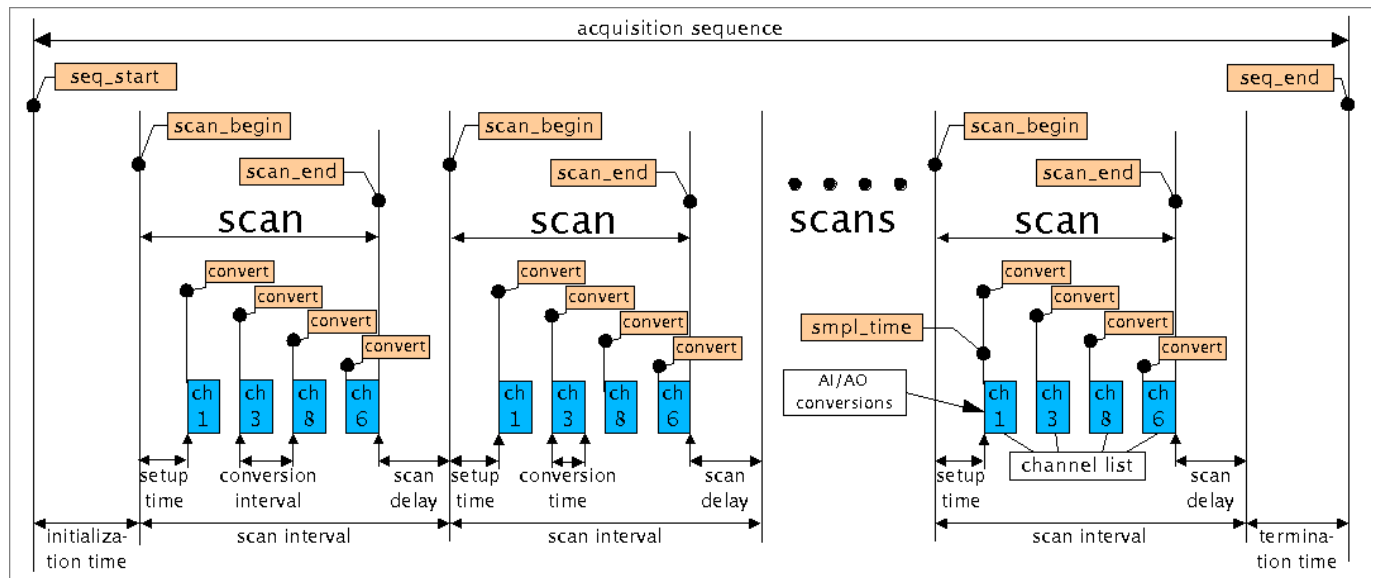 acquisition sequence
seq_start
seq_end
scan_begin
scan_begin
scan_begin
scan_end
scan_end
scan_end
scan
scan
scans
scan
convert
convert
convert
convert
convert
convert
convert
convert
convert
convert
convert
convert
smpl_time
AI/AO
conversions
ch
1
ch
3
ch
8
ch
6
ch
1
ch
3
ch
8
ch
6
ch
1
ch
3
ch
8
ch
6
setup
time
conversion
interval
scan
delay
setup
time
conversion
time
scan
delay
setup
time
channel list
scan
delay
initializa-
tion time
scan interval
scan interval
scan interval
termina-
tion time